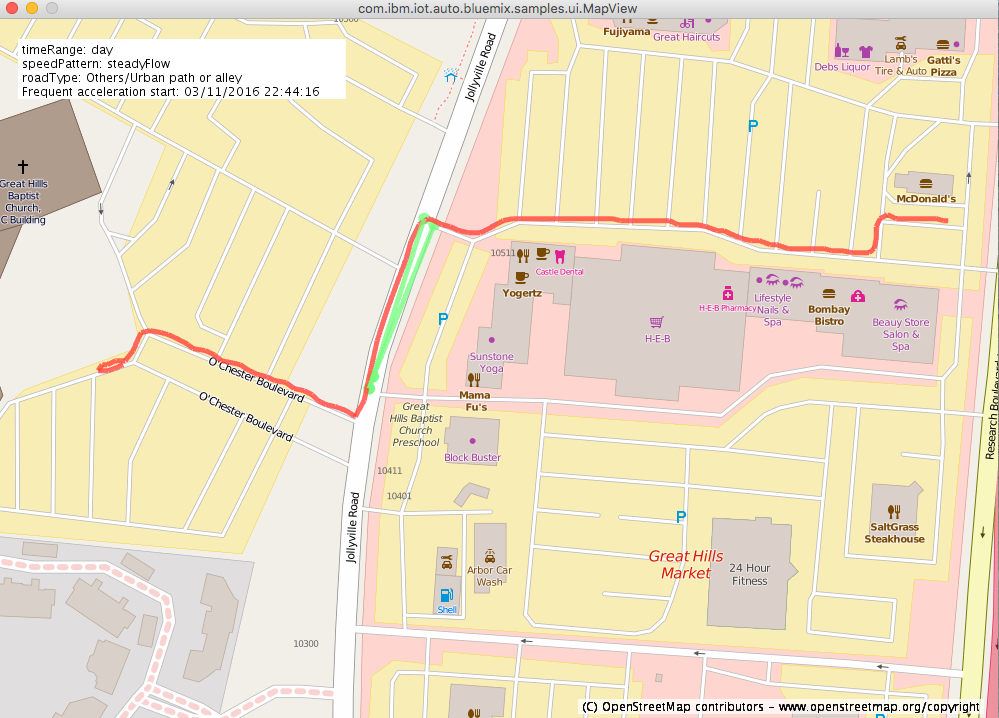 com.ibm.iot.auto.bluemix.samples.ui.MapView
timeRange: day
speedPattern: steadyFlow
roadType: Others/Urban path or alley
Frequent acceleration start: 03/11/2016 22:44:16
Fujiyama
Great Haircuts
Jollyville Road
Debs Liquor
Lamb's
Tire & Auto
Gatti's
Pizza
P
Great Hills
Baptist
Church,
C.Building
McDonald's
10511
Castle Dental
Yogertz
H-E-B Pharmacy
Lifestyle
Nails &
Spa
Bombay
Bistro
Beauy Store
Salon &
Spa
P
H-E-B
Sunstone
Yoga
O'Chester Boulevard
O'Chester Boulevard
Mama
Fu's
Great
Hills Baptist
Church
Preschool
Research Boulevard
Block Buster
10411
10401
Jollyville Road
P
SaltGrass
Steakhouse
Great Hills
Market
24 Hour
Fitness
Arbor Car
Wash
Shell
10300
P
(C) OpenStreetMap contributors - www.openstreetmap.org/copyright